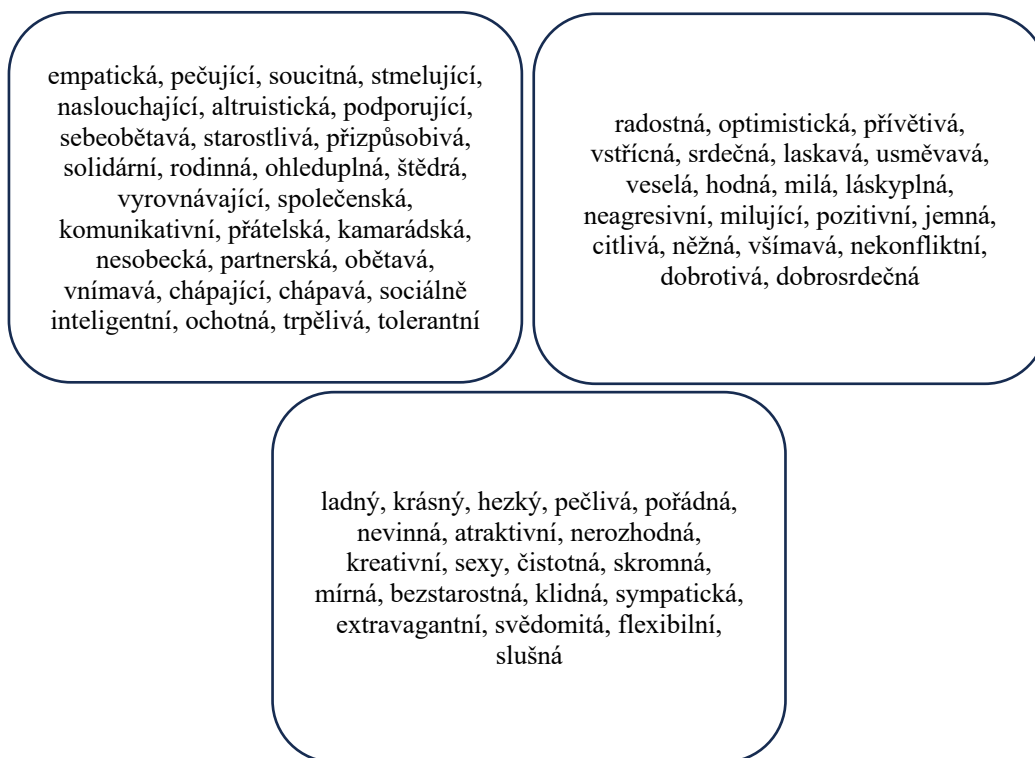 empatická, pečující, soucitná, stmelující,
naslouchající, altruistická, podporující,
sebeobětavá, starostlivá, přizpůsobivá,
solidární, rodinná, ohleduplná, štědrá,
vyrovnávající, společenská,
komunikativní, přátelská, kamarádská,
nesobecká, partnerská, obětavá,
vnímavá, chápající, chápavá, sociálně
inteligentní, ochotná, trpělivá, tolerantní
radostná, optimistická, přívětivá,
vstřícná, srdečná, laskavá, usměvavá,
veselá, hodná, milá, láskyplná,
neagresivní, milující, pozitivní, jemná,
citlivá, něžná, všímavá, nekonfliktní,
dobrotivá, dobrosrdečná
ladný, krásný, hezký, pečlivá, pořádná,
nevinná, atraktivní, nerozhodná,
kreativní, sexy, čistotná, skromná,
mírná, bezstarostná, klidná, sympatická,
extravagantní, svědomitá, flexibilní,
slušná